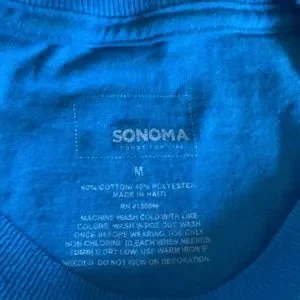 SONOMA
GOODS FOR LIFE
M
60% COTTON/ 40% POLYESTER
MADE IN HAITI
RN #130096
MACHINE WASH COLD WITH LIKE
COLORS. WASH INSIDE OUT. WASH
ONCE BEFORE WEARING. USE ONLY
NON-CHLORINE BLEACH WHEN NEEDED.
TUMBLE DRY LOW. USE WARM IRON IF
NEEDED. DO NOT IRON ON DECORATION.